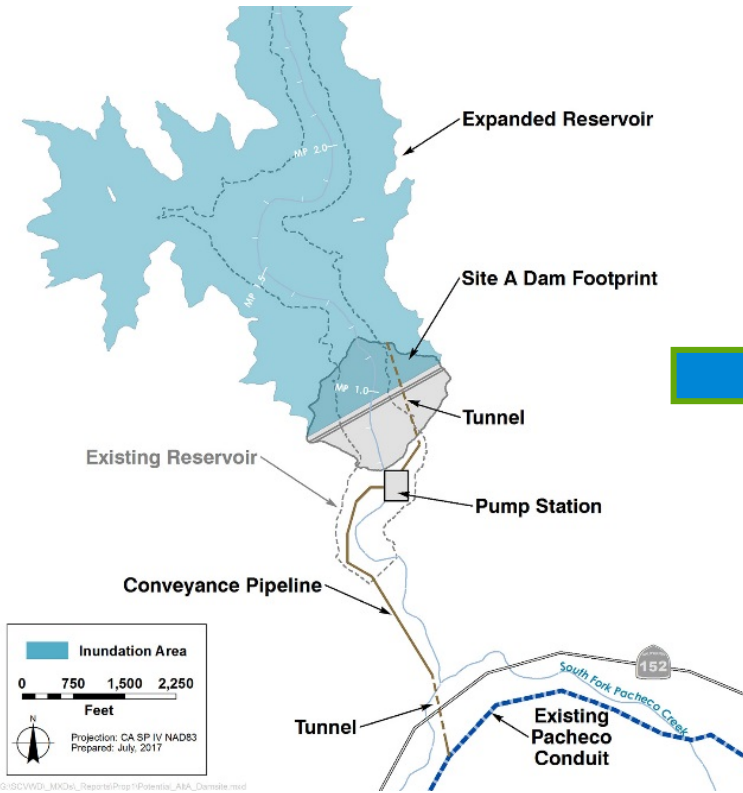 Expanded Reservoir
MP 2.0
MP 1.5
Site A Dam Footprint
MP 1.0
Tunnel
Existing Reservoir
Pump Station
Conveyance Pipeline
Inundation Area
0 750 1,500 2,250
Feet
N
Projection: CA SP IV NAD83
Prepared: July, 2017
152
South Fork Pacheco Creek
Tunnel
Existing
Pacheco
Conduit